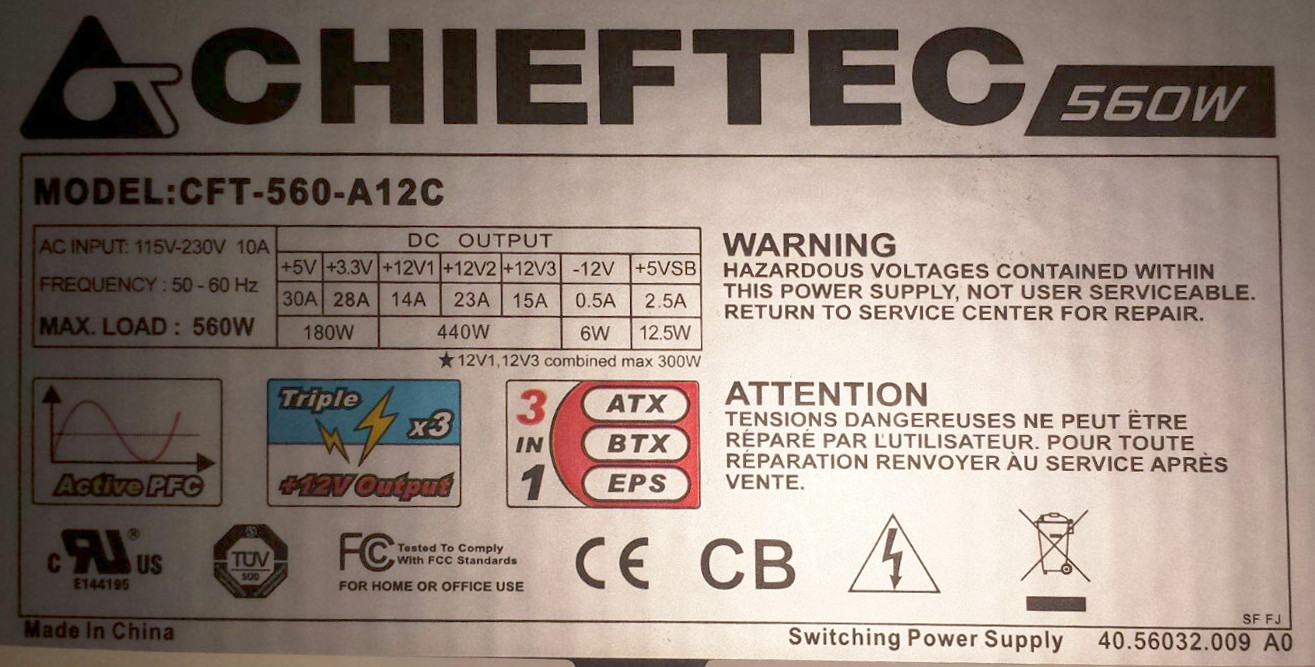 CHIEFTEC 560W
MODEL:CFT-560-A12C
AC INPUT: 115V-230V 10A
FREQUENCY : 50 - 60 Hz
MAX. LOAD : 560W
DC OUTPUT
+5V +3.3V +12V1 +12V2 +12V3 -12V +5VSB
30A 28A 14A 23A 15A 0.5A 2.5A
180W 440W 6W 12.5W
★12V1,12V3 combined max 300W
WARNING
HAZARDOUS VOLTAGES CONTAINED WITHIN
THIS POWER SUPPLY, NOT USER SERVICEABLE.
RETURN TO SERVICE CENTER FOR REPAIR.
Active PFC
Triple
x3
+12V Output
3
IN
1
ATX
BTX
EPS
ATTENTION
TENSIONS DANGEREUSES NE PEUT ËTRE
RÉPARÉ PAR L'UTILISATEUR. POUR TOUTE
RÉPARATION RENVOYER ÀU SERVICE APRÈS
VENTE.
C RU ® US
E144195
TÜV
SÜD
FC Tested To Comply
With FCC Standards
FOR HOME OR OFFICE USE
CE
CB
SF FJ
Made In China
Switching Power Supply 40.56032.009 A0